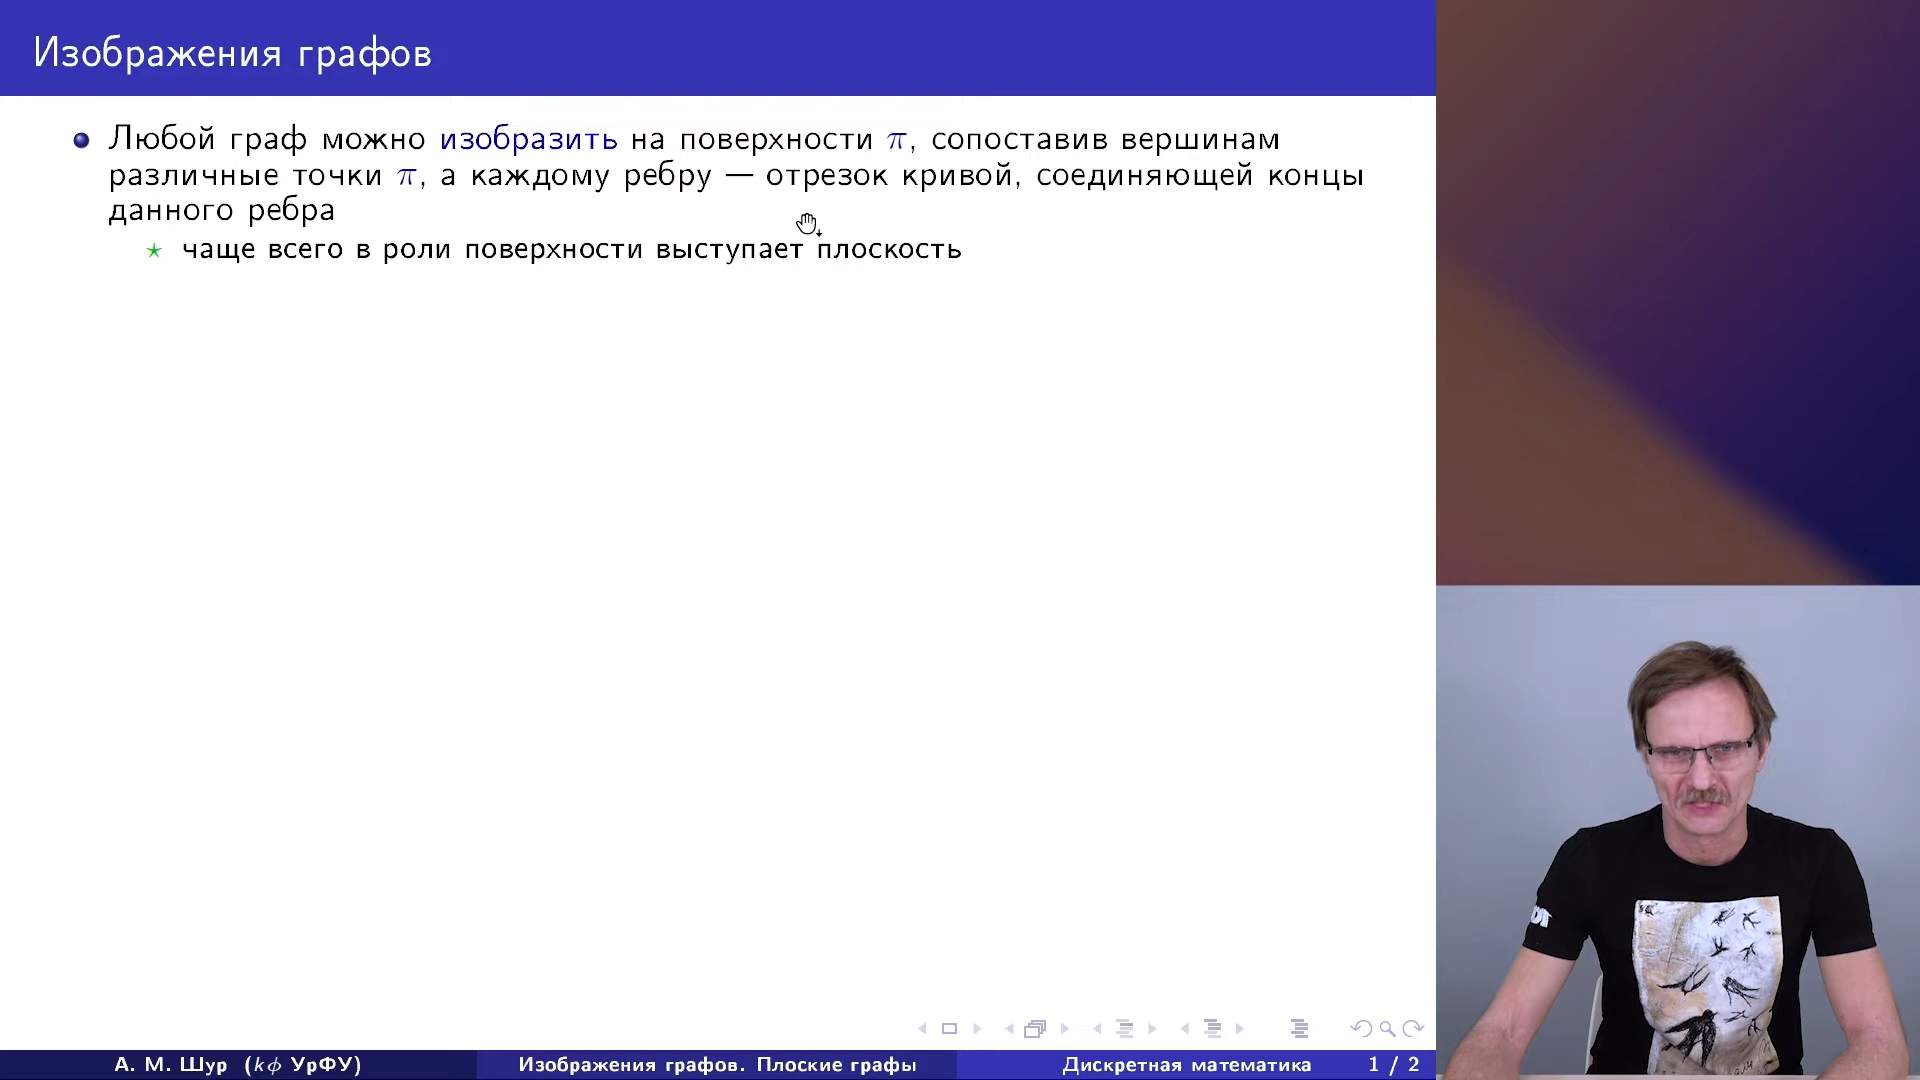 Изображения графов
Любой граф можно изобразить на поверхности π, сопоставив вершинам
различные точки π, а каждому ребру — отрезок кривой, соединяющей концы
данного ребра
чаще всего в роли поверхности выступает плоскость
А. М. Шур (kф УрФУ) Изображения графов. Плоские графы Дискретная математика 1 / 2